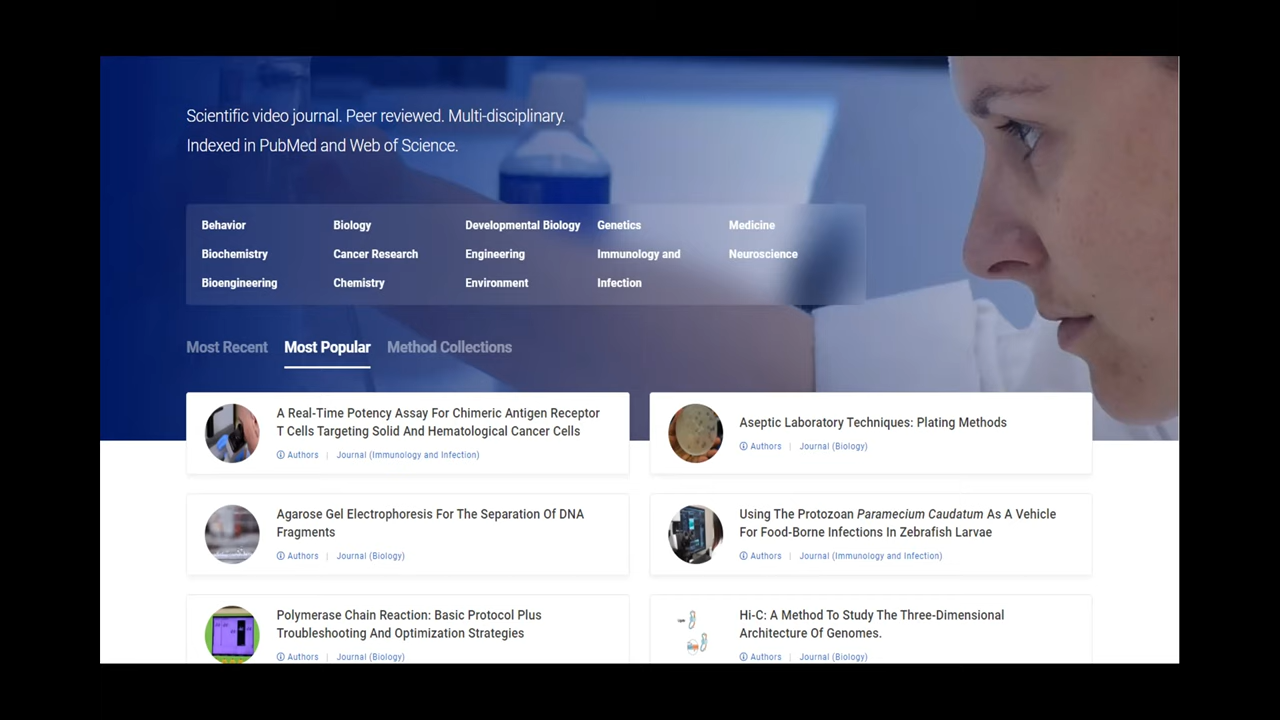 Scientific video journal. Peer reviewed. Multi-disciplinary.
Indexed in PubMed and Web of Science.
Behavior
Biology
Developmental Biology
Genetics
Medicine
Biochemistry
Cancer Research
Engineering
Immunology and
Infection
Neuroscience
Bioengineering
Chemistry
Environment
Most Recent
Most Popular
Method Collections
A Real-Time Potency Assay For Chimeric Antigen Receptor
T Cells Targeting Solid And Hematological Cancer Cells
Authors | Journal (Immunology and Infection)
Aseptic Laboratory Techniques: Plating Methods
Authors | Journal (Biology)
Agarose Gel Electrophoresis For The Separation Of DNA
Fragments
Authors | Journal (Biology)
Using The Protozoan Paramecium Caudatum As A Vehicle
For Food-Borne Infections In Zebrafish Larvae
Authors | Journal (Immunology and Infection)
Polymerase Chain Reaction: Basic Protocol Plus
Troubleshooting And Optimization Strategies
Authors | Journal (Biology)
Hi-C: A Method To Study The Three-Dimensional
Architecture Of Genomes.
Authors | Journal (Biology)